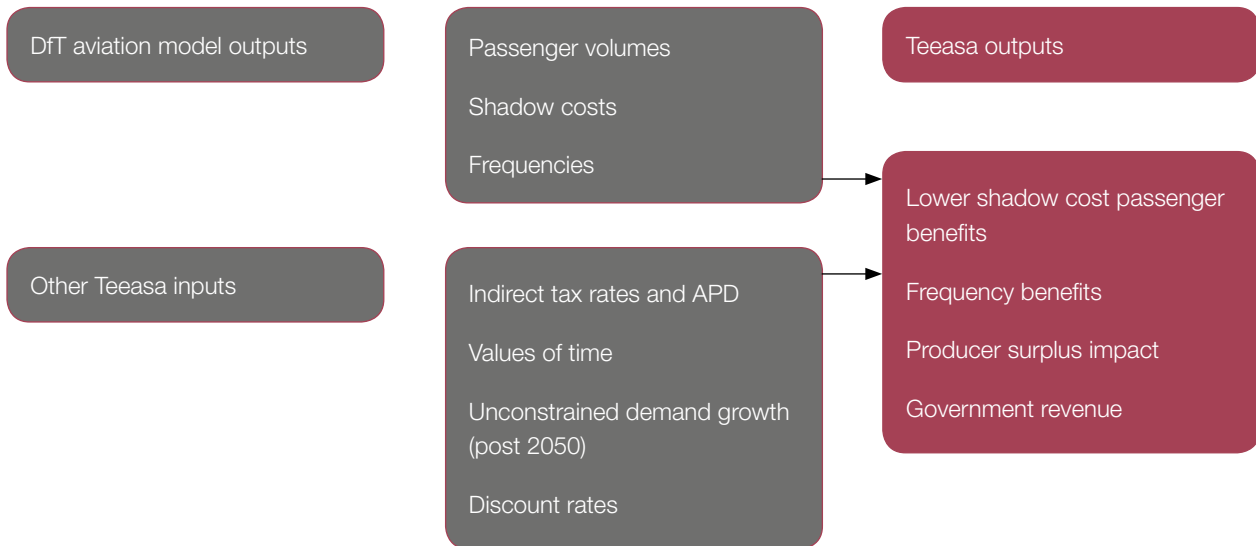 DfT aviation model outputs
Passenger volumes
Shadow costs
Frequencies
Other Teeasa inputs
Indirect tax rates and APD
Values of time
Unconstrained demand growth
(post 2050)
Discount rates
Teeasa outputs
Lower shadow cost passenger
benefits
Frequency benefits
Producer surplus impact
Government revenue